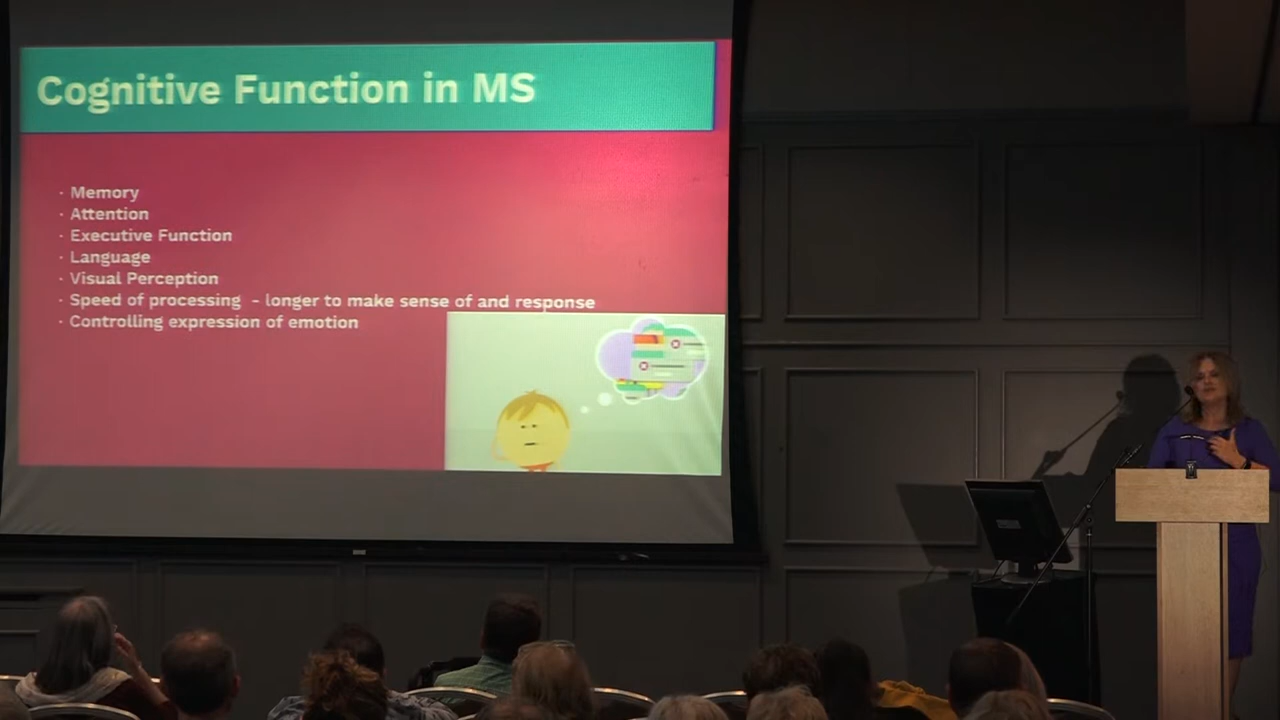 Cognitive Function in MS
· Memory
· Attention
· Executive Function
· Language
· Visual Perception
· Speed of processing - longer to make sense of and response
· Controlling expression of emotion